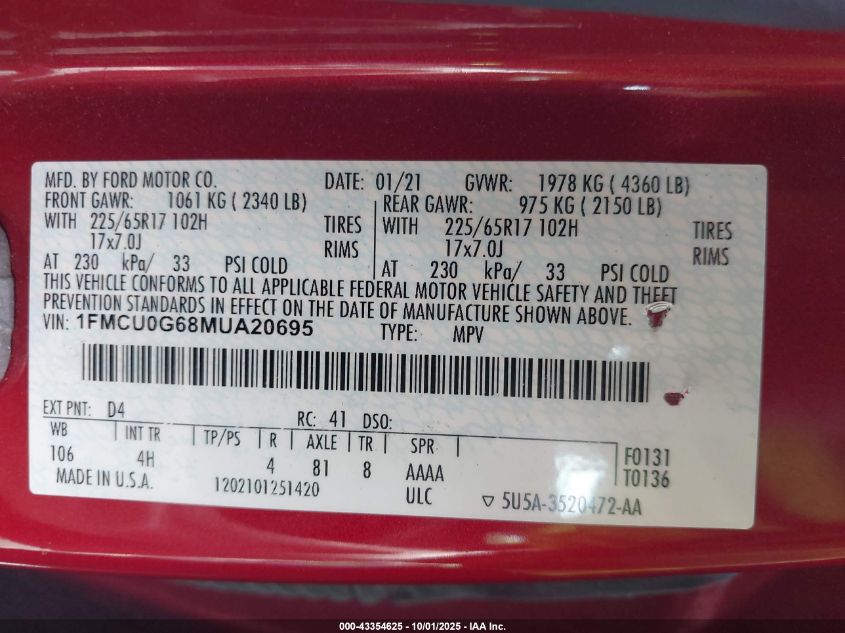 MFD. BY FORD MOTOR CO. DATE: 01/21 GVWR: 1978 KG ( 4360 LB)
FRONT GAWR: 1061 KG ( 2340 LB) REAR GAWR: 975 KG ( 2150 LB)
WITH 225/65R17 102H TIRES WITH 225/65R17 102H TIRES
17x7.0J RIMS 17x7.0J RIMS
AT 230 kPa/ 33 PSI COLD AT 230 kPa/ 33 PSI COLD
THIS VEHICLE CONFORMS TO ALL APPLICABLE FEDERAL MOTOR VEHICLE SAFETY AND THEFT
PREVENTION STANDARDS IN EFFECT ON THE DATE OF MANUFACTURE SHOWN ABOVE.
VIN: 1FMCU0G68MUA20695 TYPE: MPV
EXT PNT: D4 RC: 41 DSO:
WB INT TR TP/PS R AXLE TR SPR
106 4H 4 81 8 AAAA F0131
MADE IN U.S.A. 1202101251420 ULC T0136
5U5A-3520472-AA
000-43354625 - 10/01/2025 - IAA Inc.